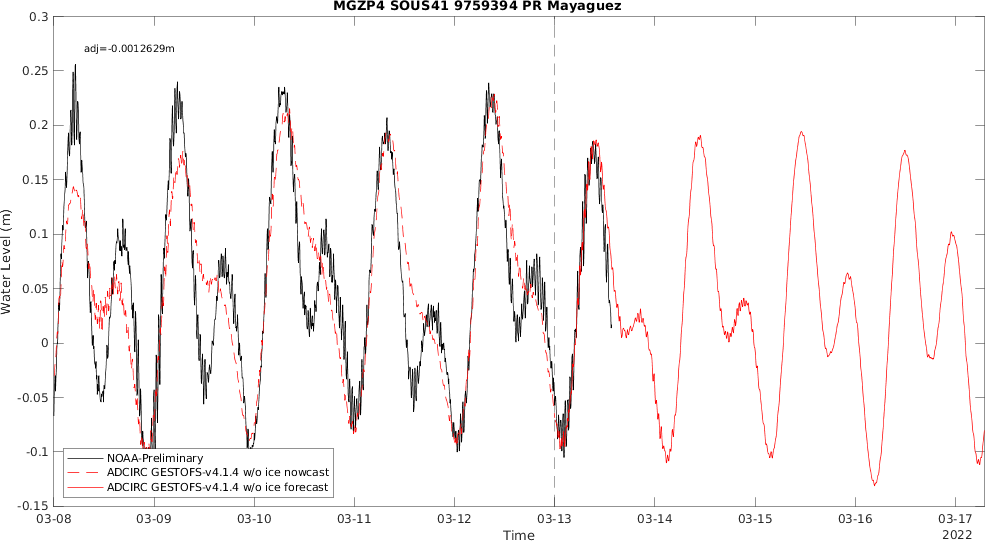 MGZP4 SOUS41 9759394 PR Mayaguez
adj=-0.0012629m
0.3
0.25
0.2
0.15
0.1
0.05
0
-0.05
-0.1
-0.15
Water Level (m)
NOAA-Preliminary
ADCIRC GESTOFS-v4.1.4 w/o ice nowcast
ADCIRC GESTOFS-v4.1.4 w/o ice forecast
03-08 03-09 03-10 03-11 03-12 03-13 03-14 03-15 03-16 03-17
Time
2022